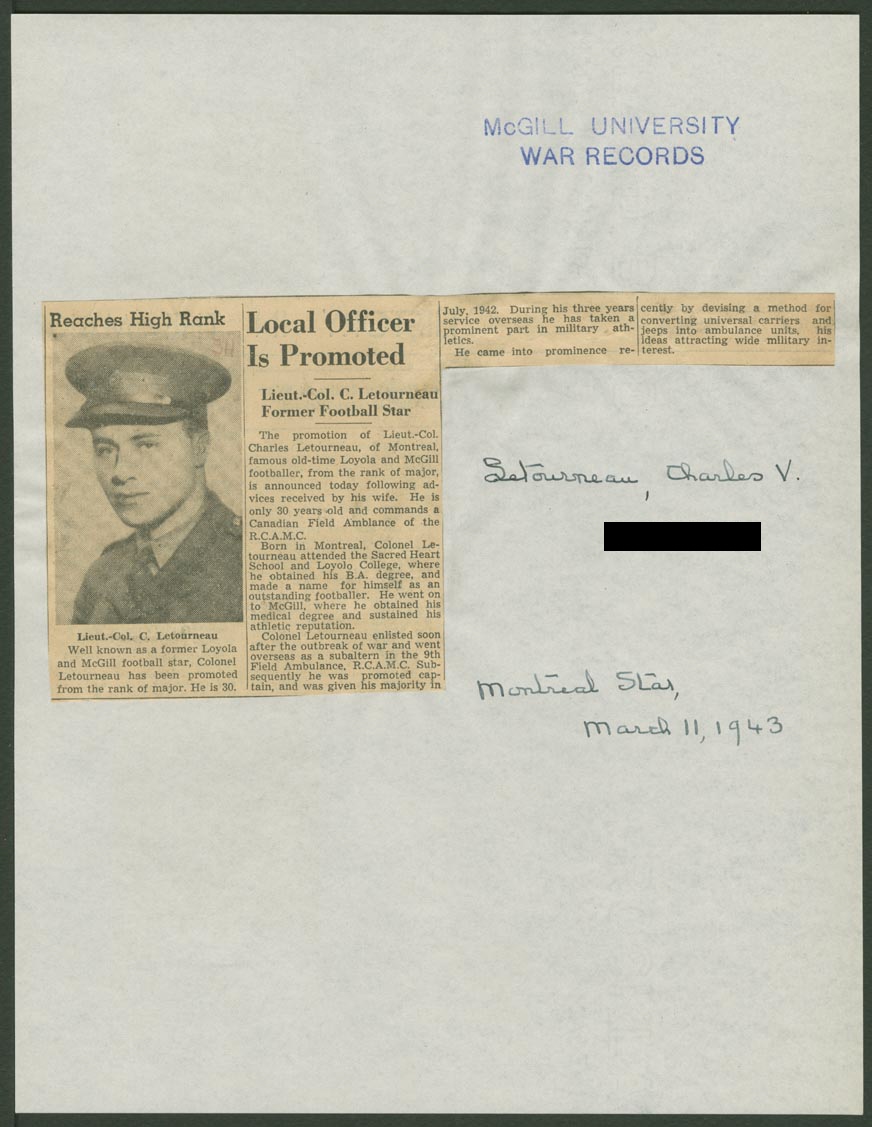 McGILL UNIVERSITY
WAR RECORDS
Reaches High Rank
Lieut.-Col. C. Letourneau
Well known as a former Loyola
and McGill football star, Colonel
Letourneau has been promoted
from the rank of major. He is 30.
Local Officer
Is Promoted
Lieut.-Col. C. Letourneau
Former Football Star
The promotion of Lieut.-Col.
Charles Letourneau, of Montreal,
famous old-time Loyola and McGill
footballer, from the rank of major,
is announced today following ad-
vices received by his wife. He is
only 30 years old and commands a
Canadian Field Amblance of the
R.C.A.M.C.
Born in Montreal, Colonel Le-
tourneau attended the Sacred Heart
School and Loyolo College, where
he obtained his B.A. degree, and
made a name for himself as an
outstanding footballer. He went on
to McGill, where he obtained his
medical degree and sustained his
athletic reputation.
Colonel Letourneau enlisted soon
after the outbreak of war and went
overseas as a subaltern in the 9th
Field Ambulance, R.C.A.M.C. Sub-
sequently he was promoted cap-
tain, and was given his majority in
July, 1942. During his three years
service overseas he has taken a
prominent part in military ath-
letics.
He came into prominence re-
cently by devising a method for
converting universal carriers and
jeeps into ambulance units, his
ideas attracting wide military in-
terest.
Letourneau, Charles V.
Montreal Star,
March 11, 1943